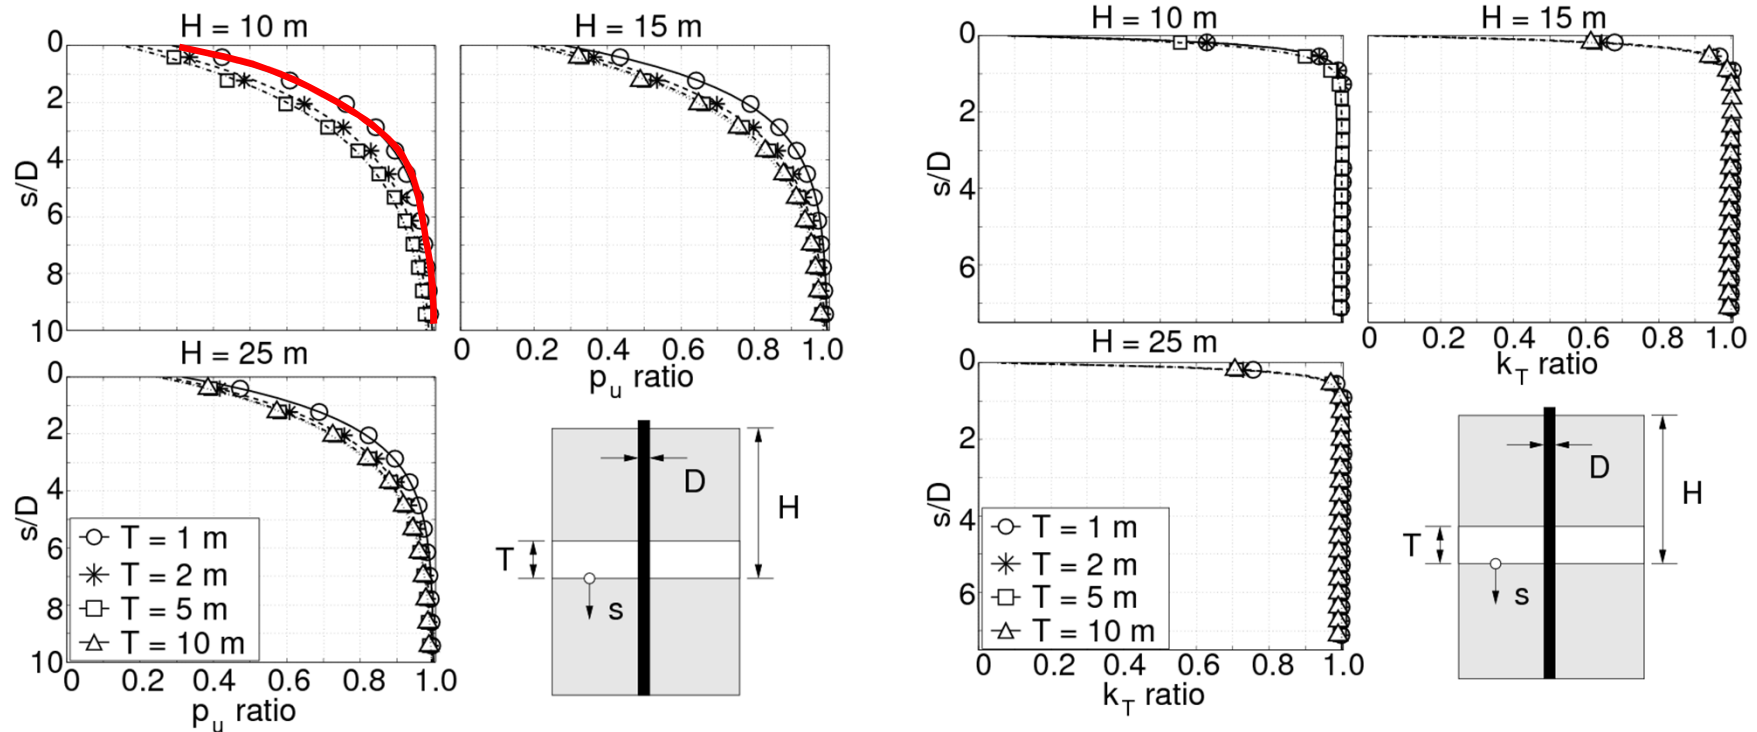 H = 10 m
H = 15 m
0
2
4
6
8
10
s/D
0 0.2 0.4 0.6 0.8 1.0
p_u ratio
H = 25 m
0
2
4
6
8
10
s/D
T = 1 m
T = 2 m
T = 5 m
T = 10 m
0 0.2 0.4 0.6 0.8 1.0
p_u ratio
D
H
T
s
H = 10 m
H = 15 m
0
2
4
6
s/D
0 0.2 0.4 0.6 0.8 1.0
k_T ratio
H = 25 m
0
2
4
6
s/D
T = 1 m
T = 2 m
T = 5 m
T = 10 m
0 0.2 0.4 0.6 0.8 1.0
k_T ratio
D
H
T
s